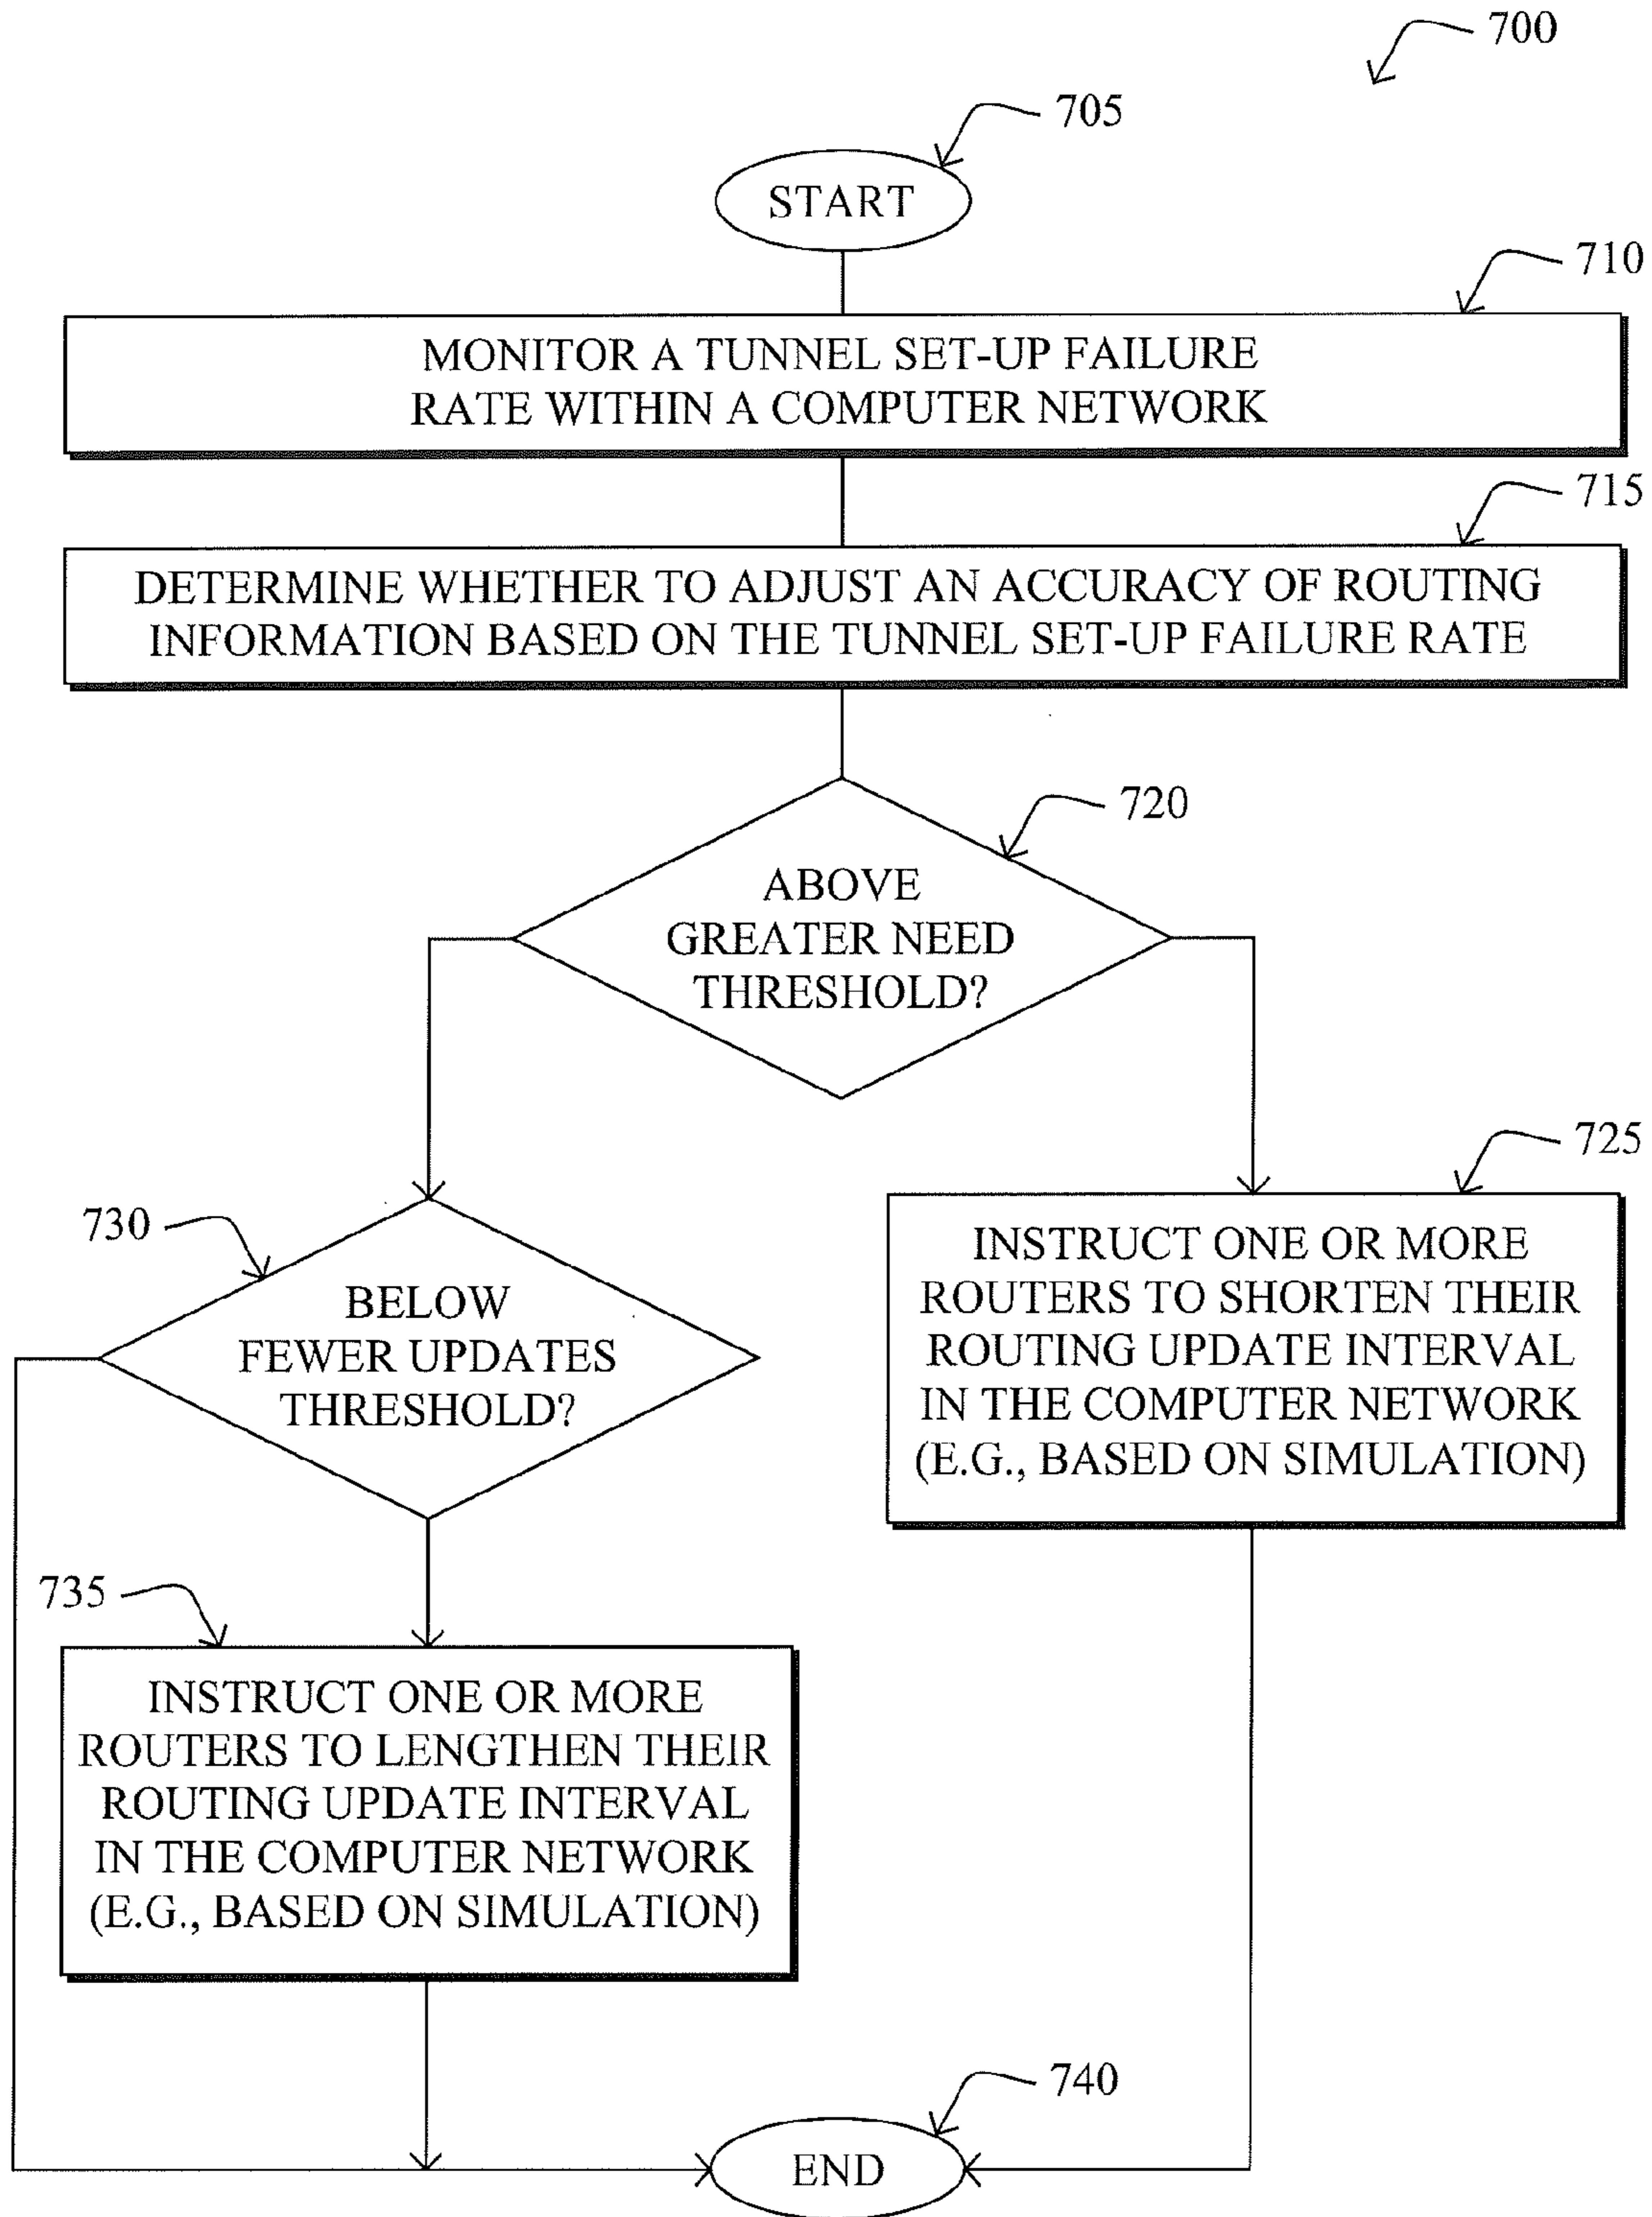 700
705
START
710
MONITOR A TUNNEL SET-UP FAILURE
RATE WITHIN A COMPUTER NETWORK
715
DETERMINE WHETHER TO ADJUST AN ACCURACY OF ROUTING
INFORMATION BASED ON THE TUNNEL SET-UP FAILURE RATE
720
ABOVE
GREATER NEED
THRESHOLD?
725
INSTRUCT ONE OR MORE
ROUTERS TO SHORTEN THEIR
ROUTING UPDATE INTERVAL
IN THE COMPUTER NETWORK
(E.G., BASED ON SIMULATION)
730
BELOW
FEWER UPDATES
THRESHOLD?
735
INSTRUCT ONE OR MORE
ROUTERS TO LENGTHEN THEIR
ROUTING UPDATE INTERVAL
IN THE COMPUTER NETWORK
(E.G., BASED ON SIMULATION)
740
END